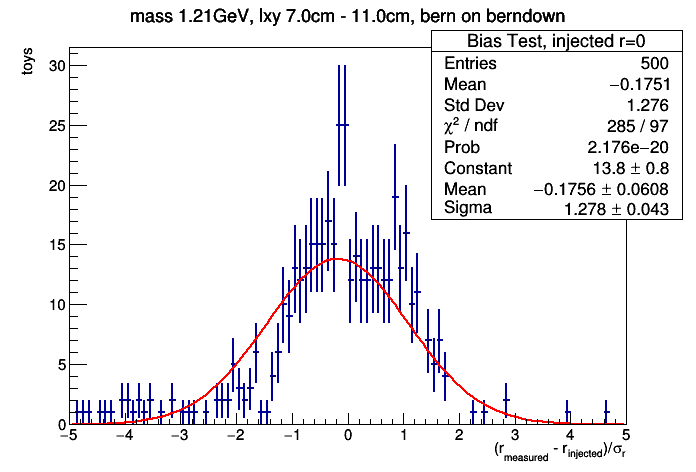 mass 1.21GeV, lxy 7.0cm - 11.0cm, bern on berndown
Bias Test, injected r=0
Entries 500
Mean −0.1751
Std Dev 1.276
χ² / ndf 285 / 97
Prob 2.176e−20
Constant 13.8 ± 0.8
Mean −0.1756 ± 0.0608
Sigma 1.278 ± 0.043
toys
30
25
20
15
10
5
0
−5 −4 −3 −2 −1 0 1 2 3 4 5
(r_measured - r_injected)/σ_r